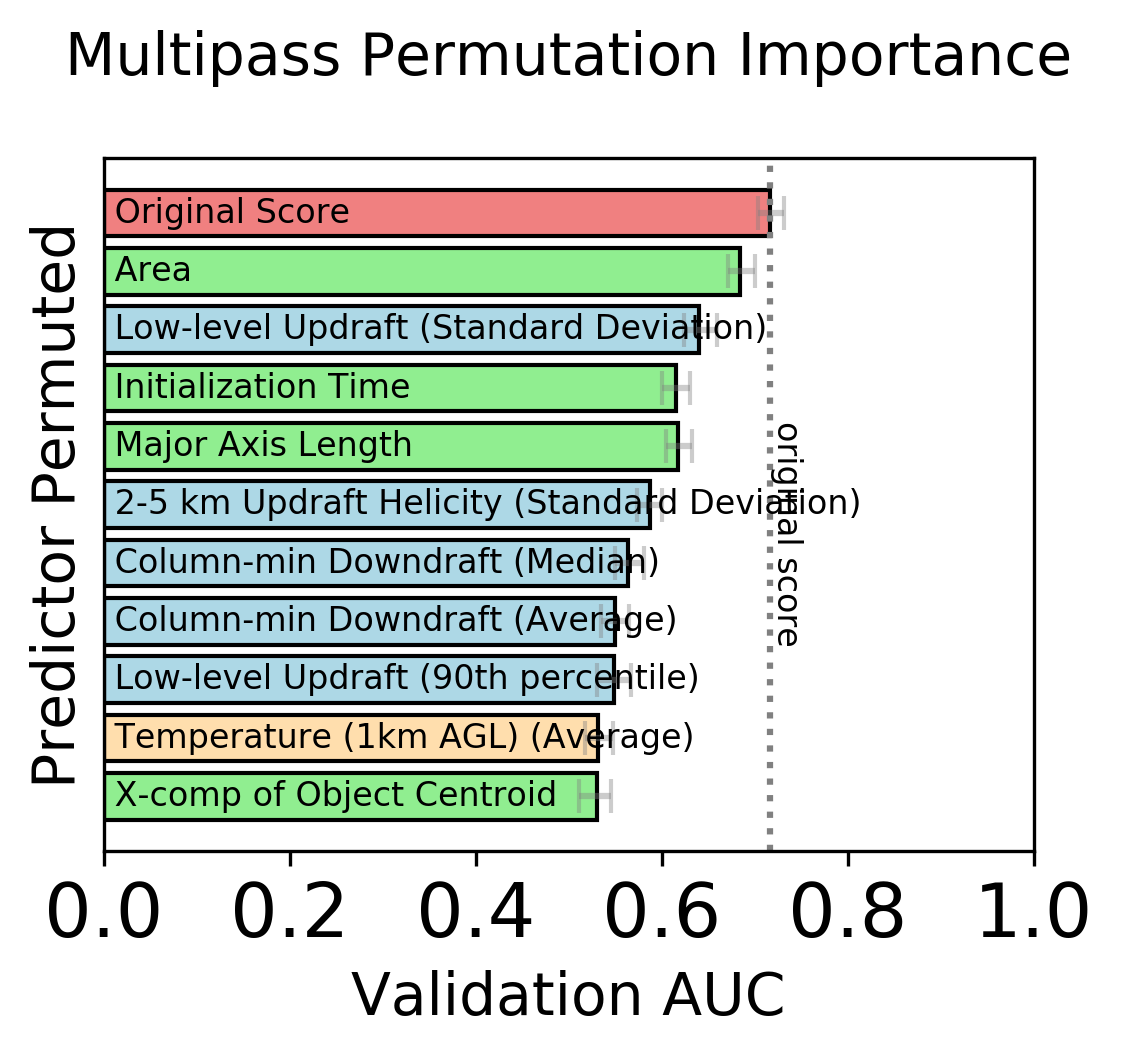 Multipass Permutation Importance
Predictor Permuted
Original Score
Area
Low-level Updraft (Standard Deviation)
Initialization Time
Major Axis Length
2-5 km Updraft Helicity (Standard Deviation)
Column-min Downdraft (Median)
Column-min Downdraft (Average)
Low-level Updraft (90th percentile)
Temperature (1km AGL) (Average)
X-comp of Object Centroid
original score
0.0 0.2 0.4 0.6 0.8 1.0
Validation AUC